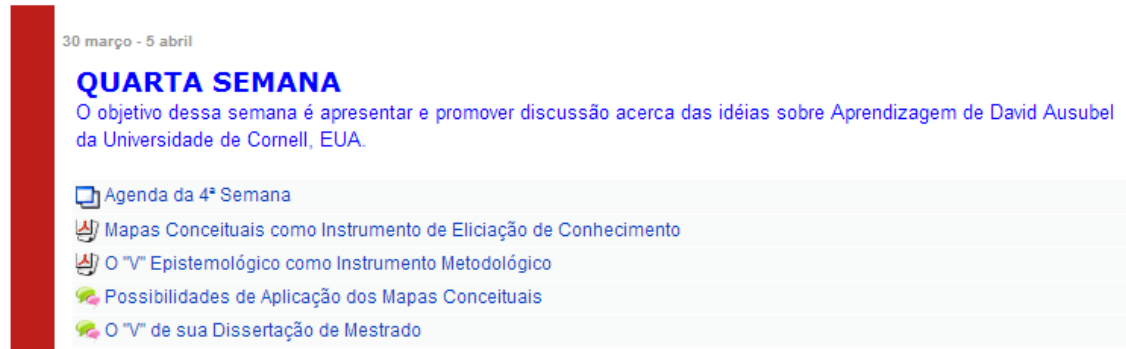 30 março - 5 abril
QUARTA SEMANA
O objetivo dessa semana é apresentar e promover discussão acerca das idéias sobre Aprendizagem de David Ausubel
da Universidade de Cornell, EUA.
Agenda da 4ª Semana
Mapas Conceituais como Instrumento de Eliciação de Conhecimento
O "V" Epistemológico como Instrumento Metodológico
Possibilidades de Aplicação dos Mapas Conceituais
O "V" de sua Dissertação de Mestrado